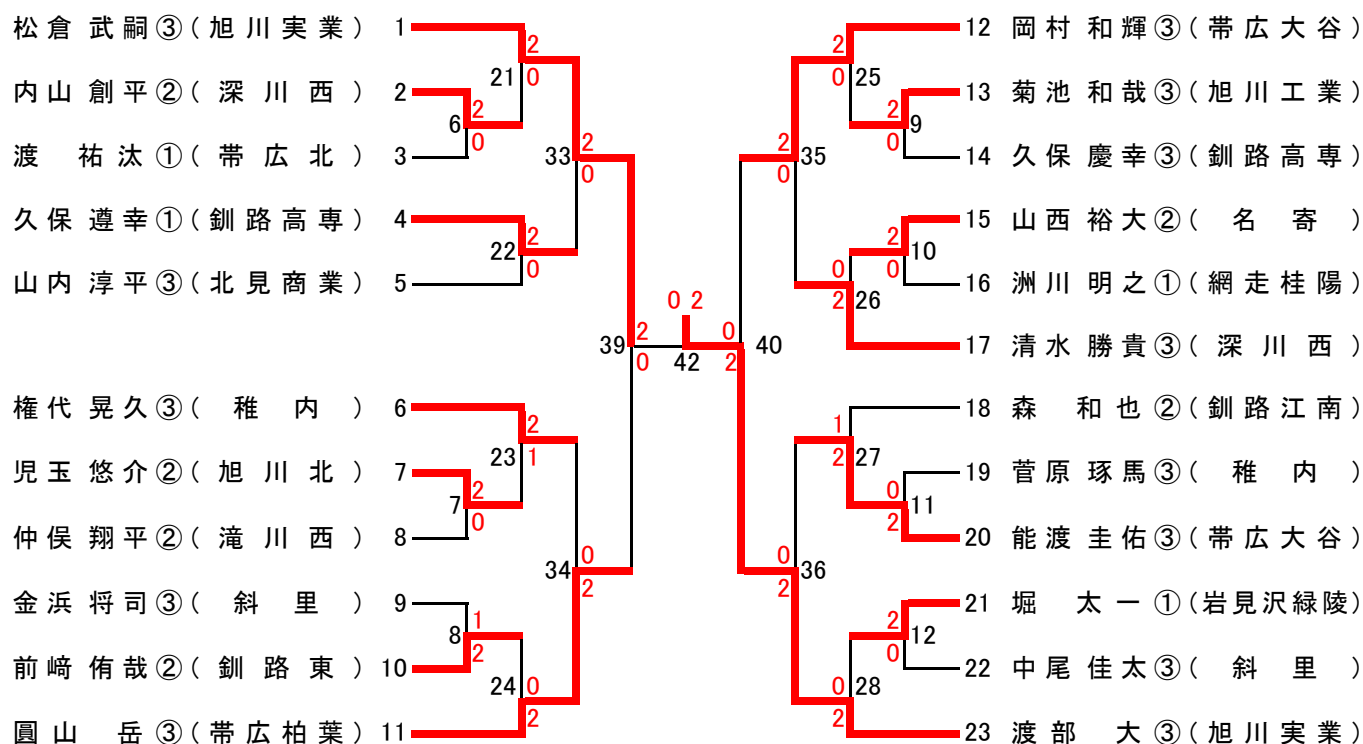 松倉 武嗣③(旭川実業) 1
内山 創平②(深川西) 2
渡 祐汰①(帯広北) 3
久保 遵幸①(釧路高専) 4
山内 淳平③(北見商業) 5
権代 晃久③(稚内) 6
児玉 悠介②(旭川北) 7
仲俣 翔平②(滝川西) 8
金浜 将司③(斜里) 9
前﨑 侑哉②(釧路東) 10
圓山 岳③(帯広柏葉) 11
2
21 0
2
6 0
2
33 0
2
22 0
2
39 0
2
23 1
2
7 0
0
34 2
1
8 2
0
24 2
0 2
42
12 岡村 和輝③(帯広大谷)
13 菊池 和哉③(旭川工業)
14 久保 慶幸③(釧路高専)
15 山西 裕大②(名寄)
16 洲川 明之①(網走桂陽)
17 清水 勝貴③(深川西)
18 森 和也②(釧路江南)
19 菅原 琢馬③(稚内)
20 能渡 圭佑③(帯広大谷)
21 堀 太一①(岩見沢緑陵)
22 中尾 佳太③(斜里)
23 渡部 大③(旭川実業)
2
0 25
2 9
0
2 35
0
2 10
0
0
2 26
0 40
2
1
2 27
0 11
2
0 36
2
2 12
0
0 28
2